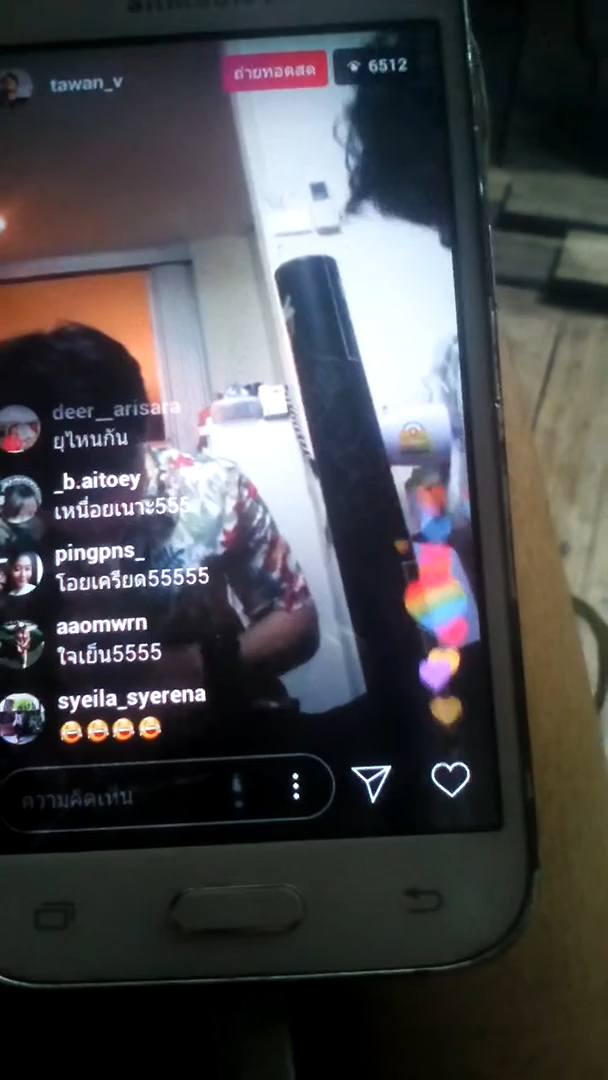 tawan_v
ถ่ายทอดสด
6512
deer__arisara
ยุไหนกัน
_b.aitoey
เหนื่อยเนาะ555
pingpns_
โอยเครียด55555
aaomwrn
ใจเย็น5555
syeila_syerena
😂😂😂😂
ความคิดเห็น